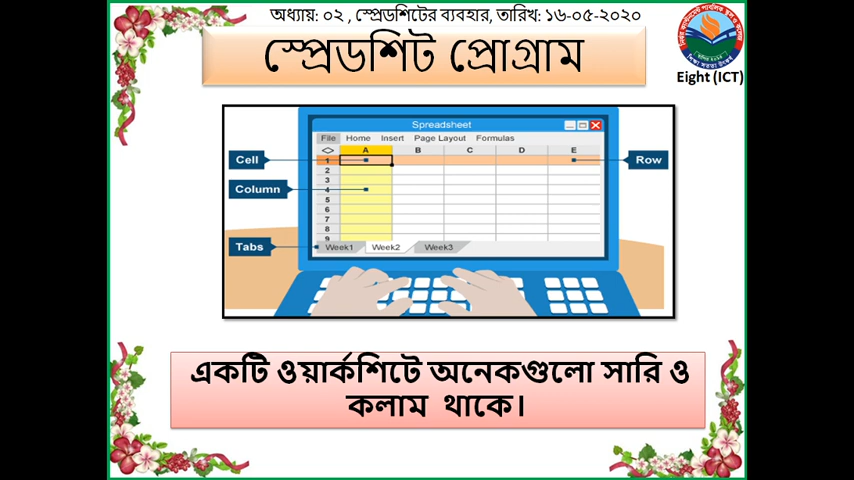 অধ্যায়: ০২ , স্প্রেডশিটের ব্যবহার, তারিখ: ১৬-০৫-২০২০
স্প্রেডশিট প্রোগ্রাম
Eight (ICT)
Spreadsheet
File Home Insert Page Layout Formulas
A B C D E
Cell
1
Row
2
3
Column
4
5
6
7
8
9
Tabs
Week1 Week2 Week3
একটি ওয়ার্কশিটে অনেকগুলো সারি ও
কলাম থাকে।